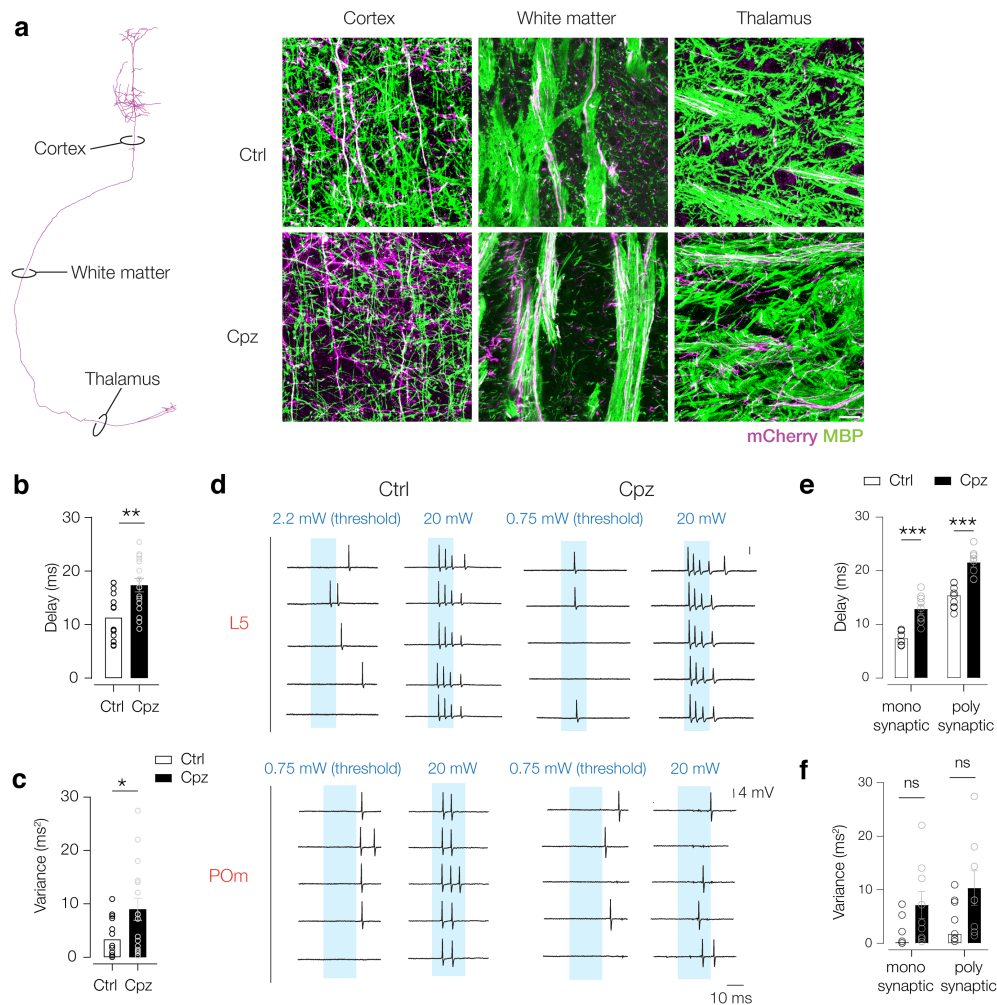 a
Cortex
White matter
Thalamus
Cortex
White matter
Thalamus
Ctrl
Cpz
mCherry MBP
b
Delay (ms)
30
20
10
0
**
Ctrl Cpz
c
Ctrl
Cpz
Variance (ms²)
30
20
10
0
*
Ctrl Cpz
d
Ctrl
Cpz
2.2 mW (threshold)
20 mW
0.75 mW (threshold)
20 mW
L5
0.75 mW (threshold)
20 mW
0.75 mW (threshold)
20 mW
4 mV
POm
10 ms
e
Ctrl
Cpz
Delay (ms)
30
20
10
0
***
***
mono
synaptic
poly
synaptic
f
Variance (ms²)
30
20
10
0
ns
ns
mono
synaptic
poly
synaptic